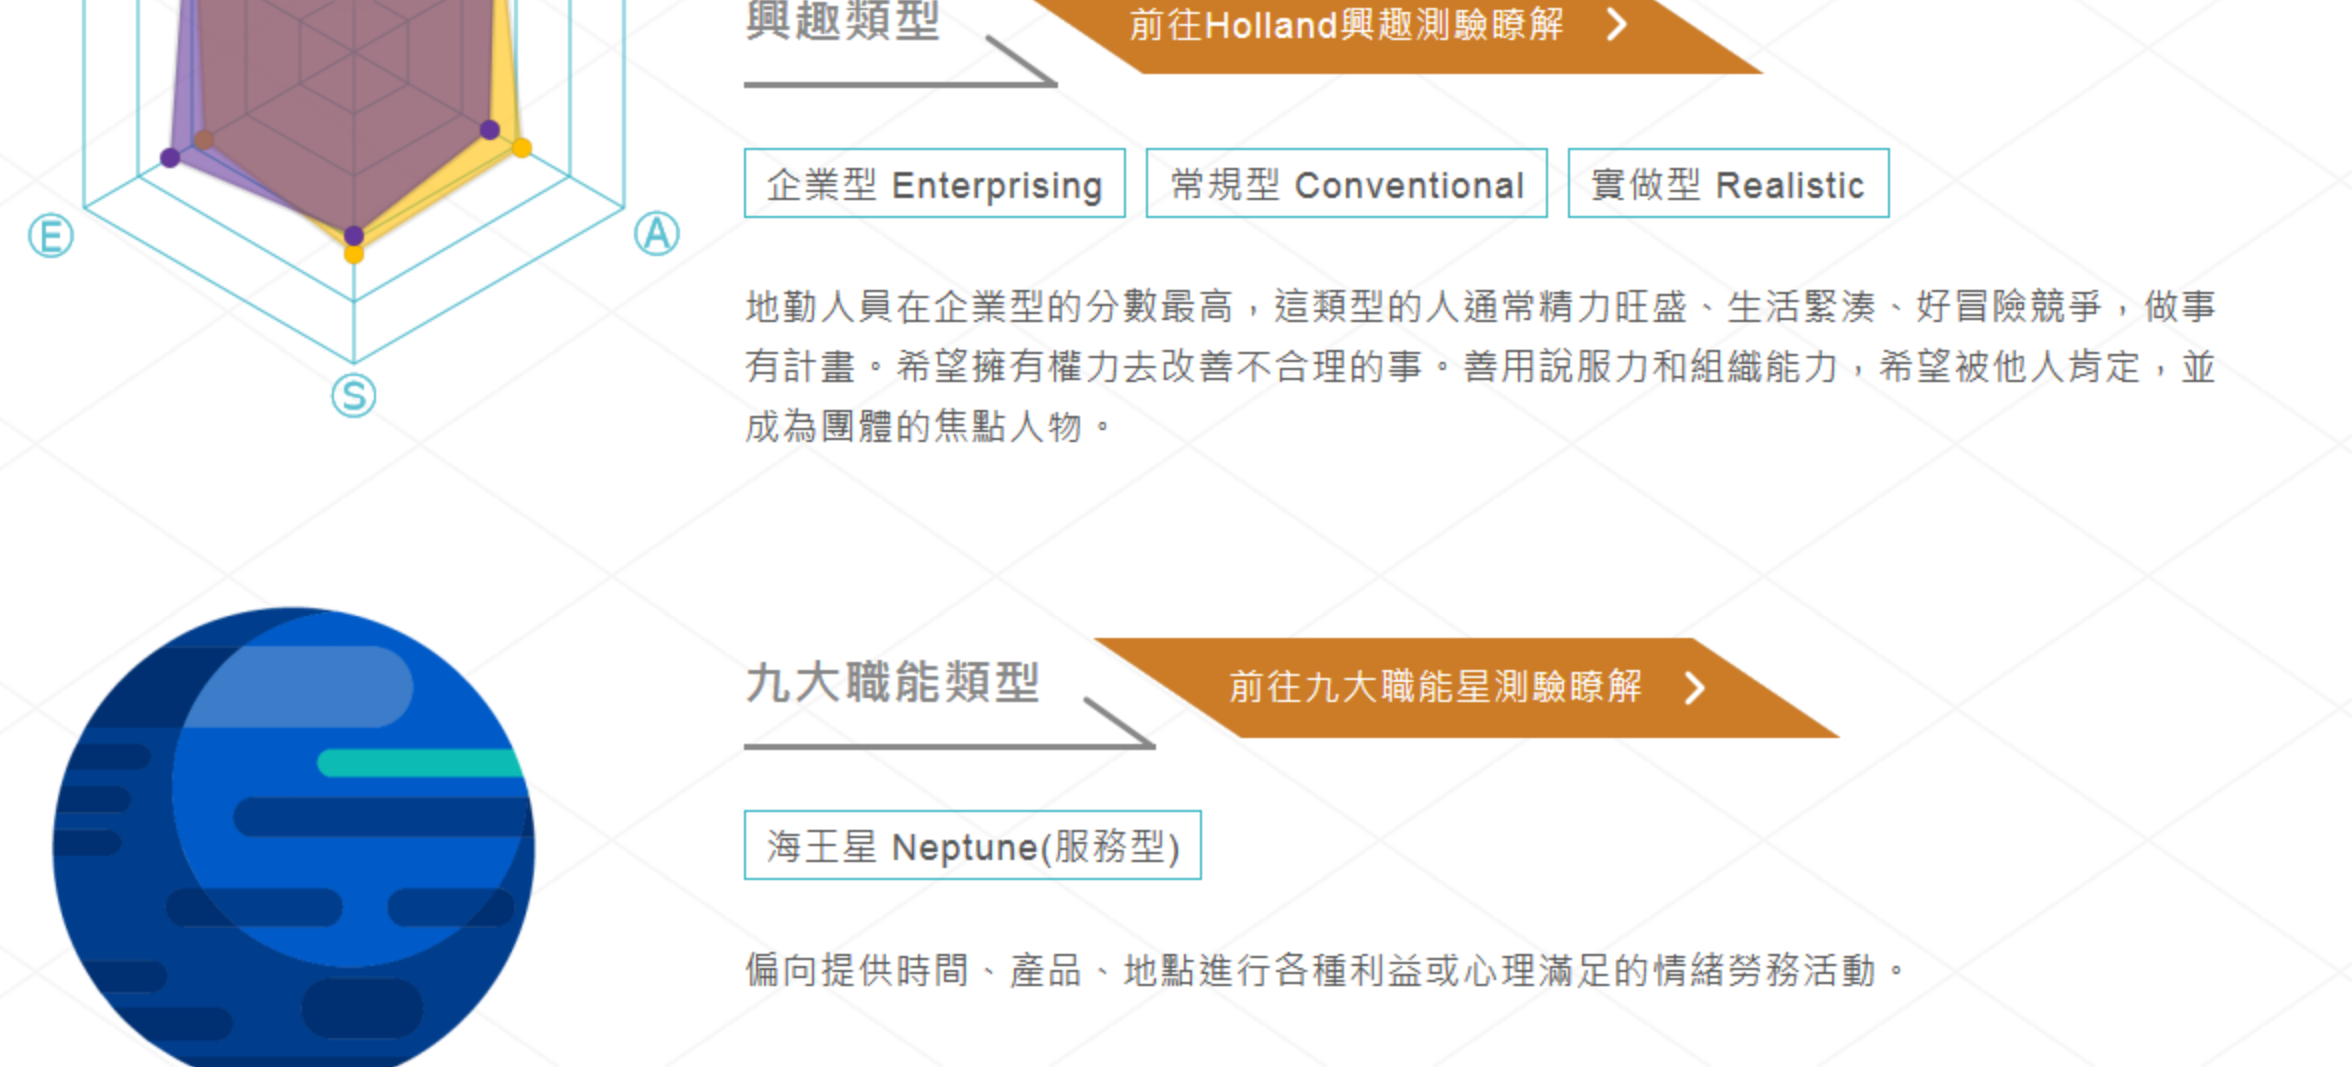 興趣類型
前往Holland興趣測驗瞭解
企業型 Enterprising
常規型 Conventional
實做型 Realistic
E
A
S
地勤人員在企業型的分數最高，這類型的人通常精力旺盛、生活緊湊、好冒險競爭，做事
有計畫。希望擁有權力去改善不合理的事。善用說服力和組織能力，希望被他人肯定，並
成為團體的焦點人物。
九大職能類型
前往九大職能星測驗瞭解
海王星 Neptune(服務型)
偏向提供時間、產品、地點進行各種利益或心理滿足的情緒勞務活動。